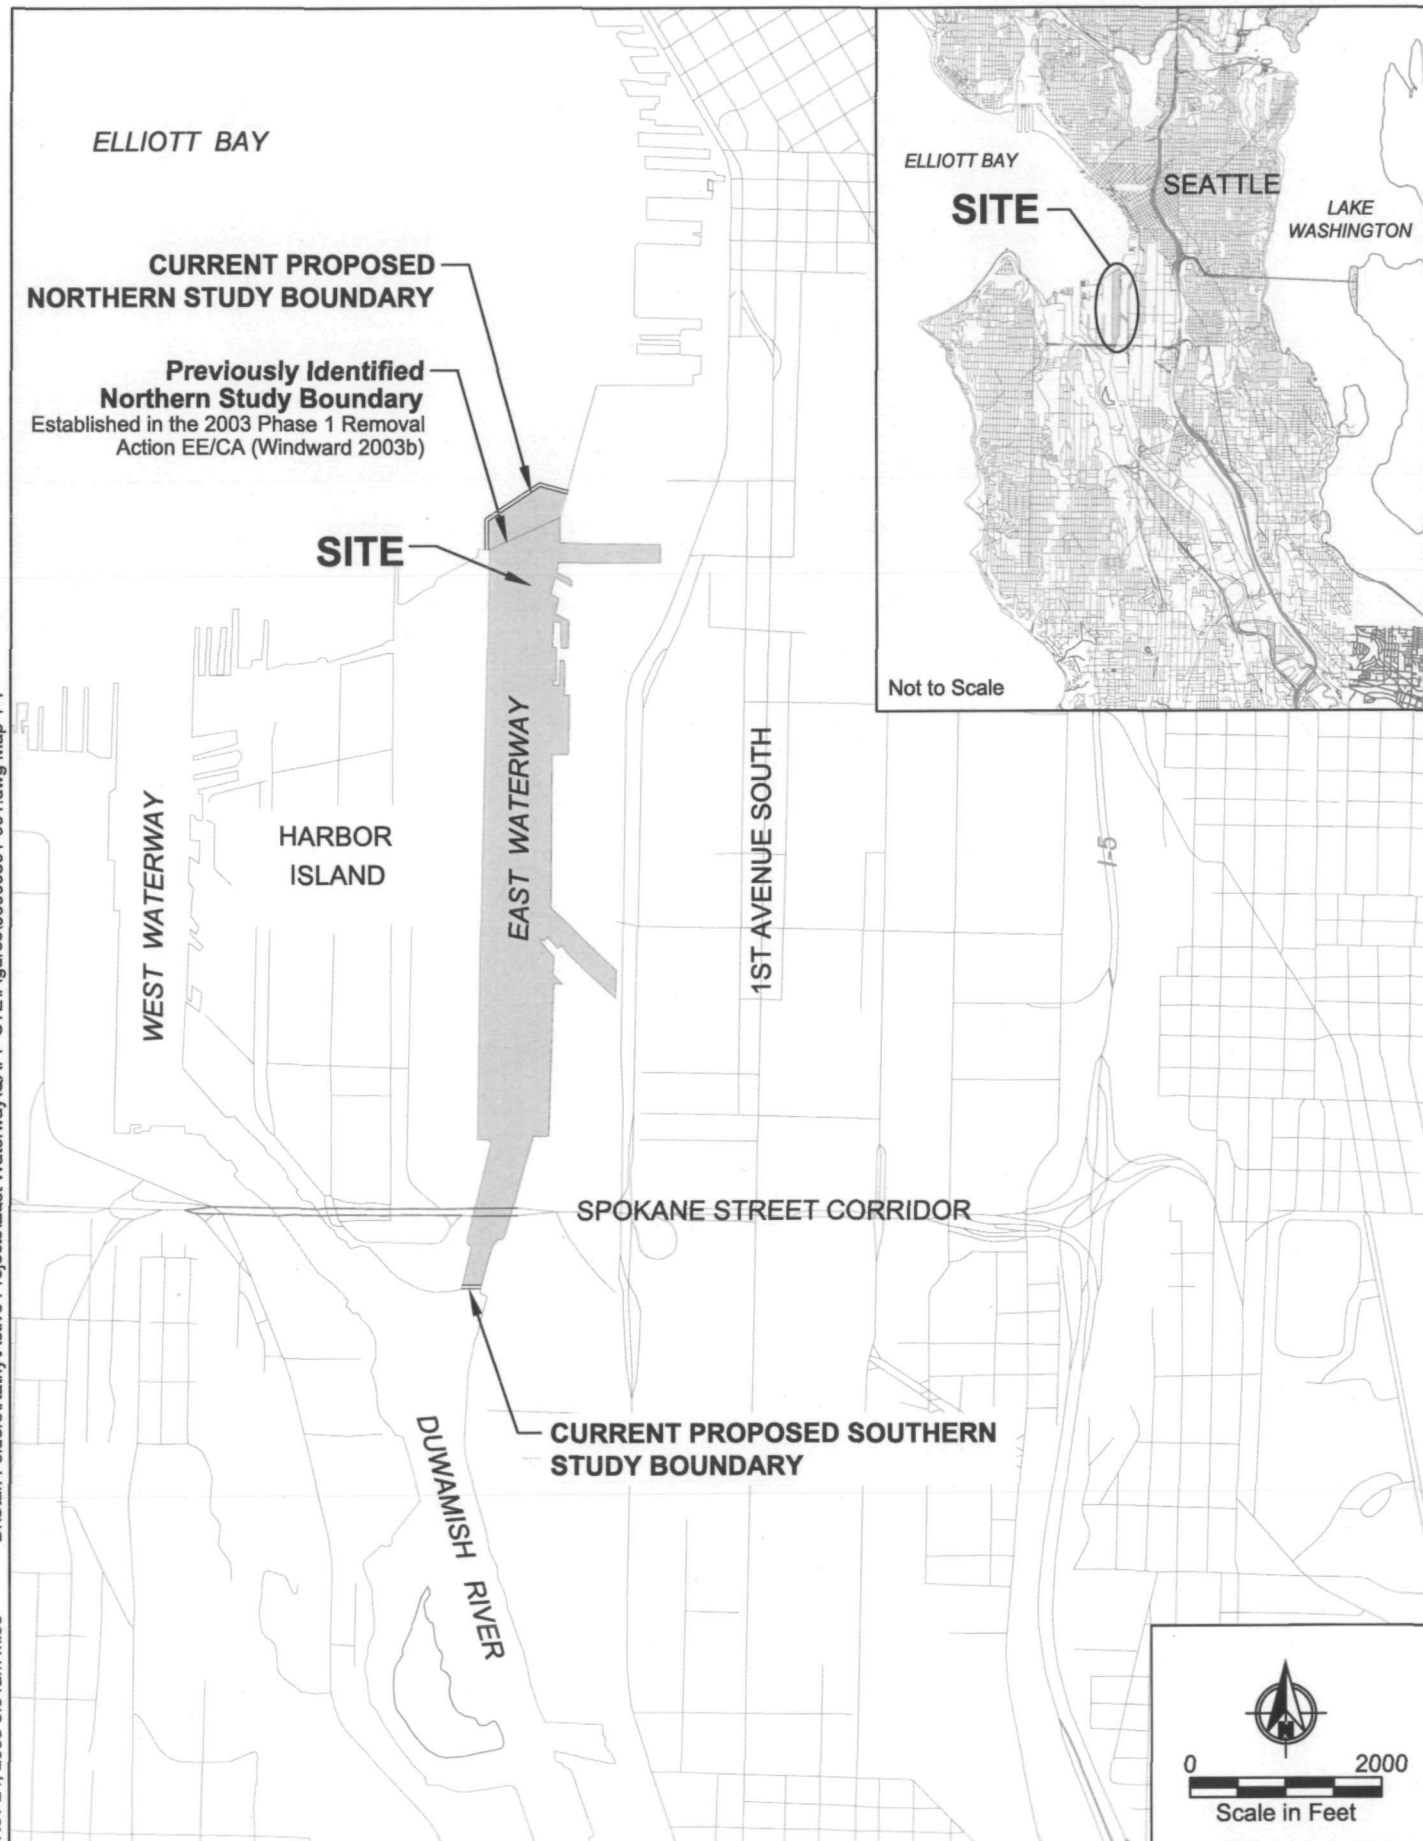 ELLIOTT BAY
CURRENT PROPOSED
NORTHERN STUDY BOUNDARY
Previously Identified
Northern Study Boundary
Established in the 2003 Phase 1 Removal
Action EE/CA (Windward 2003b)
SITE
ELLIOTT BAY
SITE
SEATTLE
LAKE
WASHINGTON
Not to Scale
WEST WATERWAY
HARBOR
ISLAND
EAST WATERWAY
1ST AVENUE SOUTH
I-5
SPOKANE STREET CORRIDOR
CURRENT PROPOSED SOUTHERN
STUDY BOUNDARY
DUWAMISH RIVER
N
0 2000
Scale in Feet